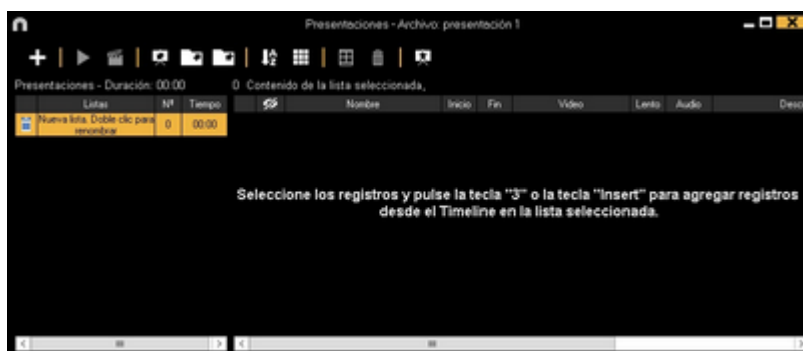 Presentaciones - Archivo: presentación 1
Presentaciones - Duración: 00:00
0 Contenido de la lista seleccionada,
Listas Nº Tiempo
Nombre Inicio Fin Video Lento Audio Desc
Nueva lista. Doble clic para
renombrar
0 00:00
Seleccione los registros y pulse la tecla "3" o la tecla "Insert" para agregar registros
desde el Timeline en la lista seleccionada.